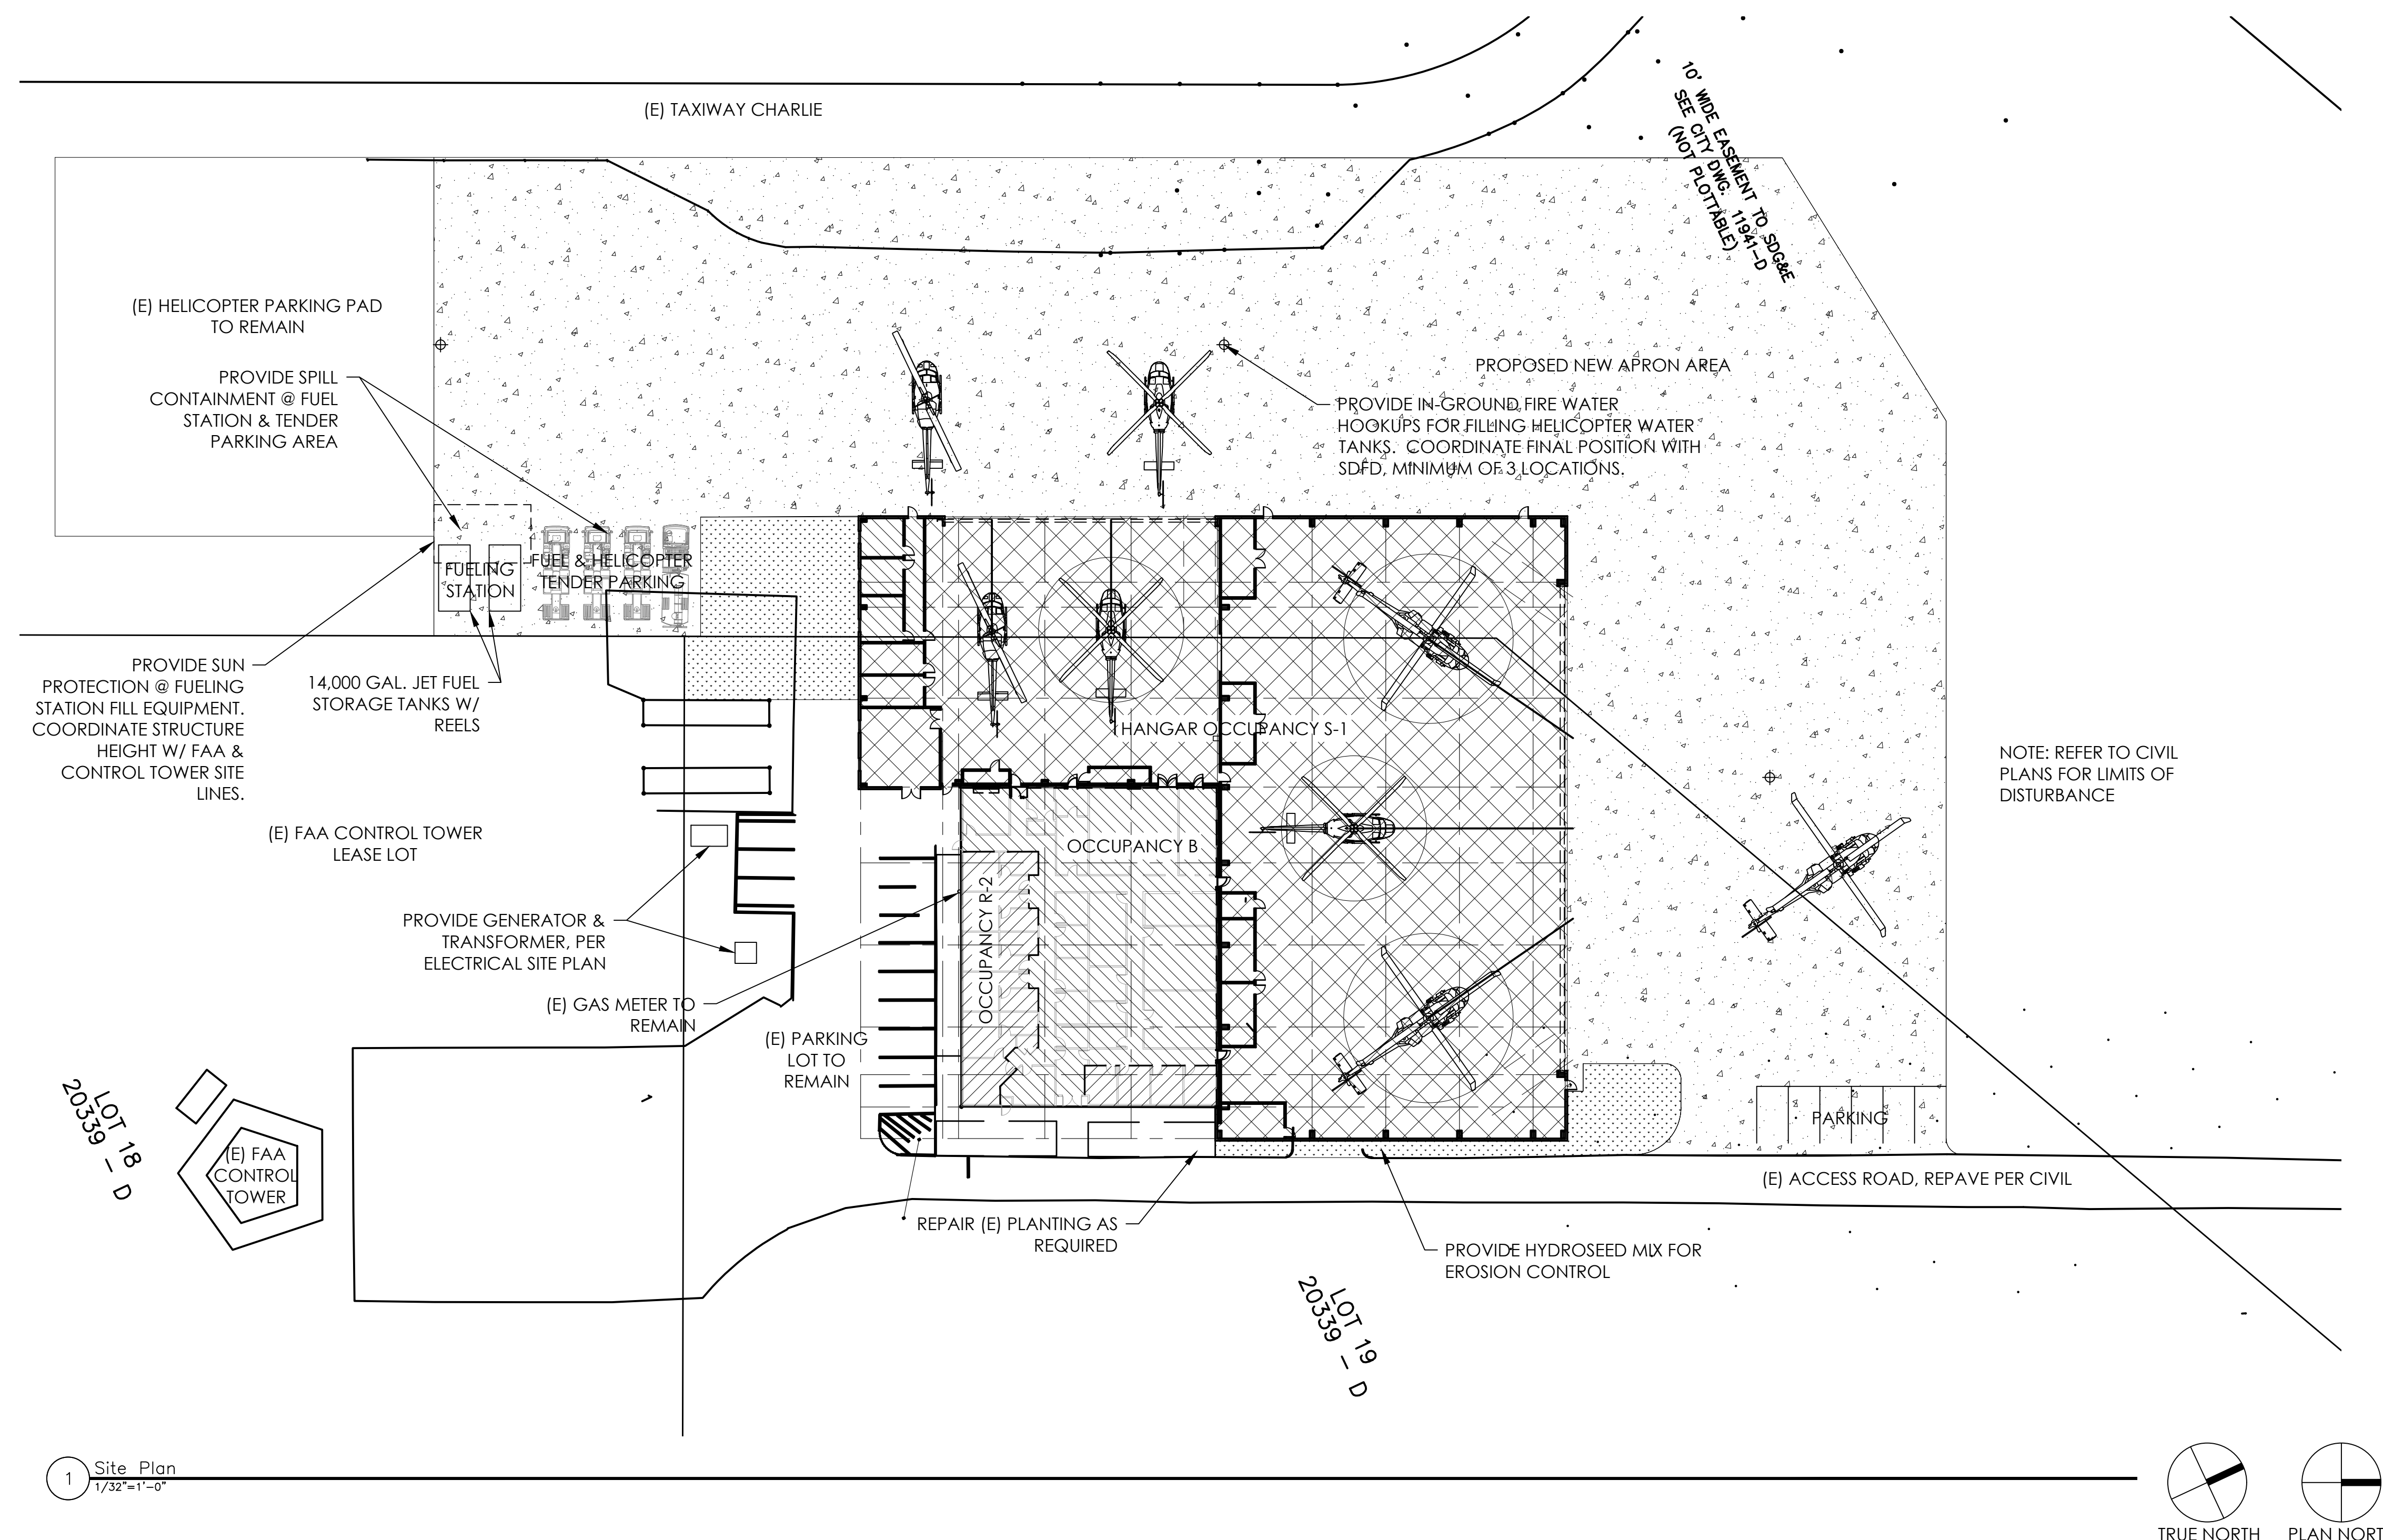 (E) TAXIWAY CHARLIE
10' WIDE EASEMENT TO SDG&E
SEE CITY DWG. 11941-D
(NOT PLOTTABLE)
(E) HELICOPTER PARKING PAD
TO REMAIN
PROVIDE SPILL
CONTAINMENT @ FUEL
STATION & TENDER
PARKING AREA
PROPOSED NEW APRON AREA
PROVIDE IN-GROUND FIRE WATER
HOOKUPS FOR FILLING HELICOPTER WATER
TANKS. COORDINATE FINAL POSITION WITH
SDFD, MINIMUM OF 3 LOCATIONS.
FUELING
STATION
FUEL & HELICOPTER
TENDER PARKING
PROVIDE SUN
PROTECTION @ FUELING
STATION FILL EQUIPMENT.
COORDINATE STRUCTURE
HEIGHT W/ FAA &
CONTROL TOWER SITE
LINES.
14,000 GAL. JET FUEL
STORAGE TANKS W/
REELS
HANGAR OCCUPANCY S-1
NOTE: REFER TO CIVIL
PLANS FOR LIMITS OF
DISTURBANCE
(E) FAA CONTROL TOWER
LEASE LOT
OCCUPANCY B
OCCUPANCY R-2
PROVIDE GENERATOR &
TRANSFORMER, PER
ELECTRICAL SITE PLAN
(E) GAS METER TO
REMAIN
(E) PARKING
LOT TO
REMAIN
LOT 18
20339 - D
(E) FAA
CONTROL
TOWER
PARKING
(E) ACCESS ROAD, REPAVE PER CIVIL
REPAIR (E) PLANTING AS
REQUIRED
PROVIDE HYDROSEED MIX FOR
EROSION CONTROL
LOT 19
20339 - D
1
Site Plan
1/32"=1'-0"
TRUE NORTH
PLAN NORT